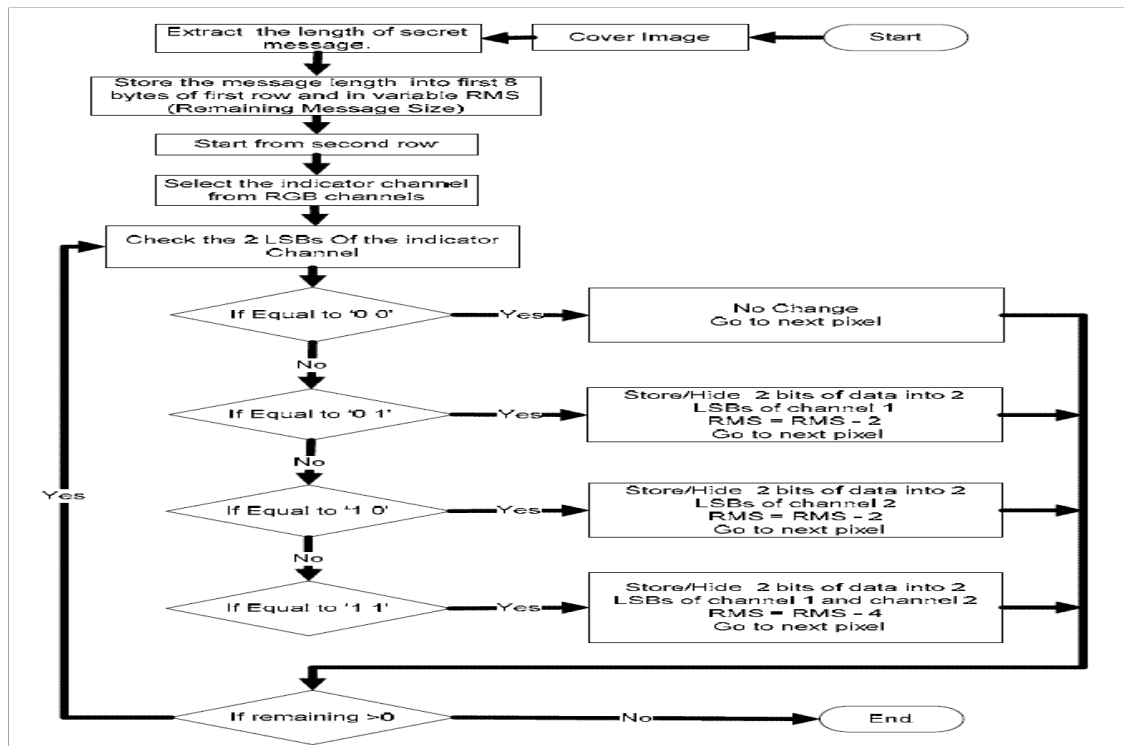 Start
Cover Image
Extract the length of secret
message.
Store the message length into first 8
bytes of first row and in variable RMS
(Remaining Message Size)
Start from second row
Select the indicator channel
from RGB channels
Check the 2 LSBs Of the indicator
Channel
If Equal to '0 0'
Yes
No Change
Go to next pixel
No
If Equal to '0 1'
Yes
Store/Hide 2 bits of data into 2
LSBs of channel 1
RMS = RMS - 2
Go to next pixel
No
If Equal to '1 0'
Yes
Store/Hide 2 bits of data into 2
LSBs of channel 2
RMS = RMS - 2
Go to next pixel
No
If Equal to '1 1'
Yes
Store/Hide 2 bits of data into 2
LSBs of channel 1 and channel 2
RMS = RMS - 4
Go to next pixel
Yes
If remaining >0
No
End